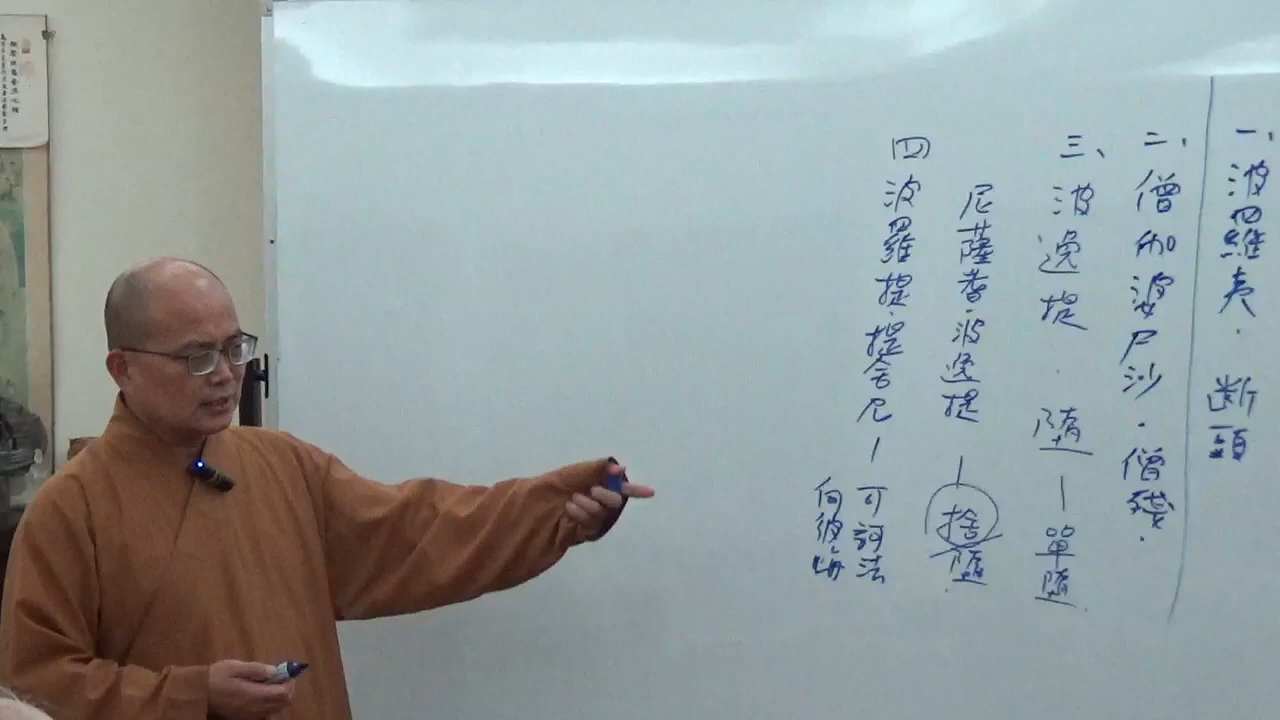 一、波羅夷．斷頭
二、僧伽婆尸沙．僧殘．
三、波逸提．墮－單墮
尼薩耆．波逸提－捨墮
四波羅提．提舍尼－可訶法
向彼悔